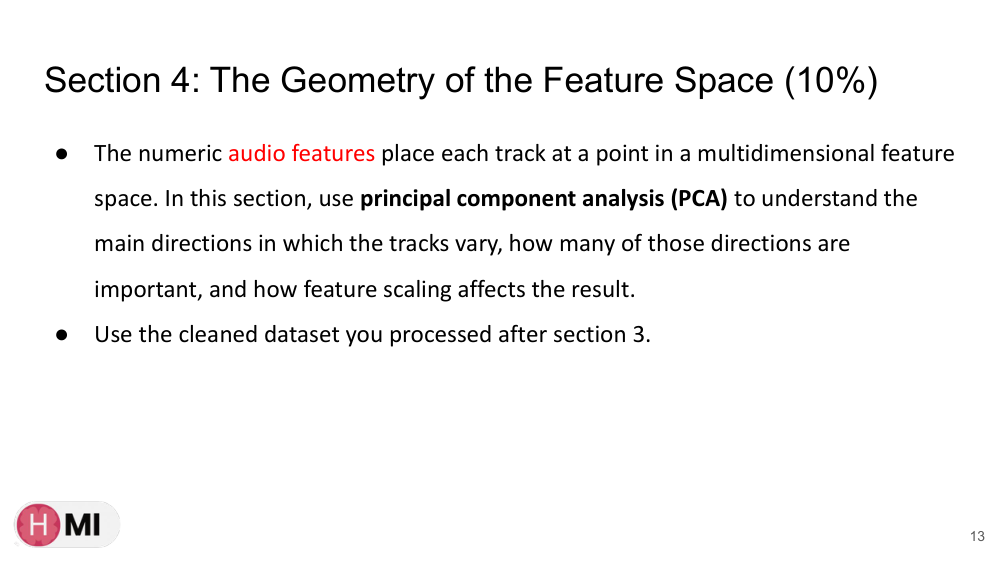 Section 4: The Geometry of the Feature Space (10%)
● The numeric audio features place each track at a point in a multidimensional feature
space. In this section, use principal component analysis (PCA) to understand the
main directions in which the tracks vary, how many of those directions are
important, and how feature scaling affects the result.
● Use the cleaned dataset you processed after section 3.
H MI
13